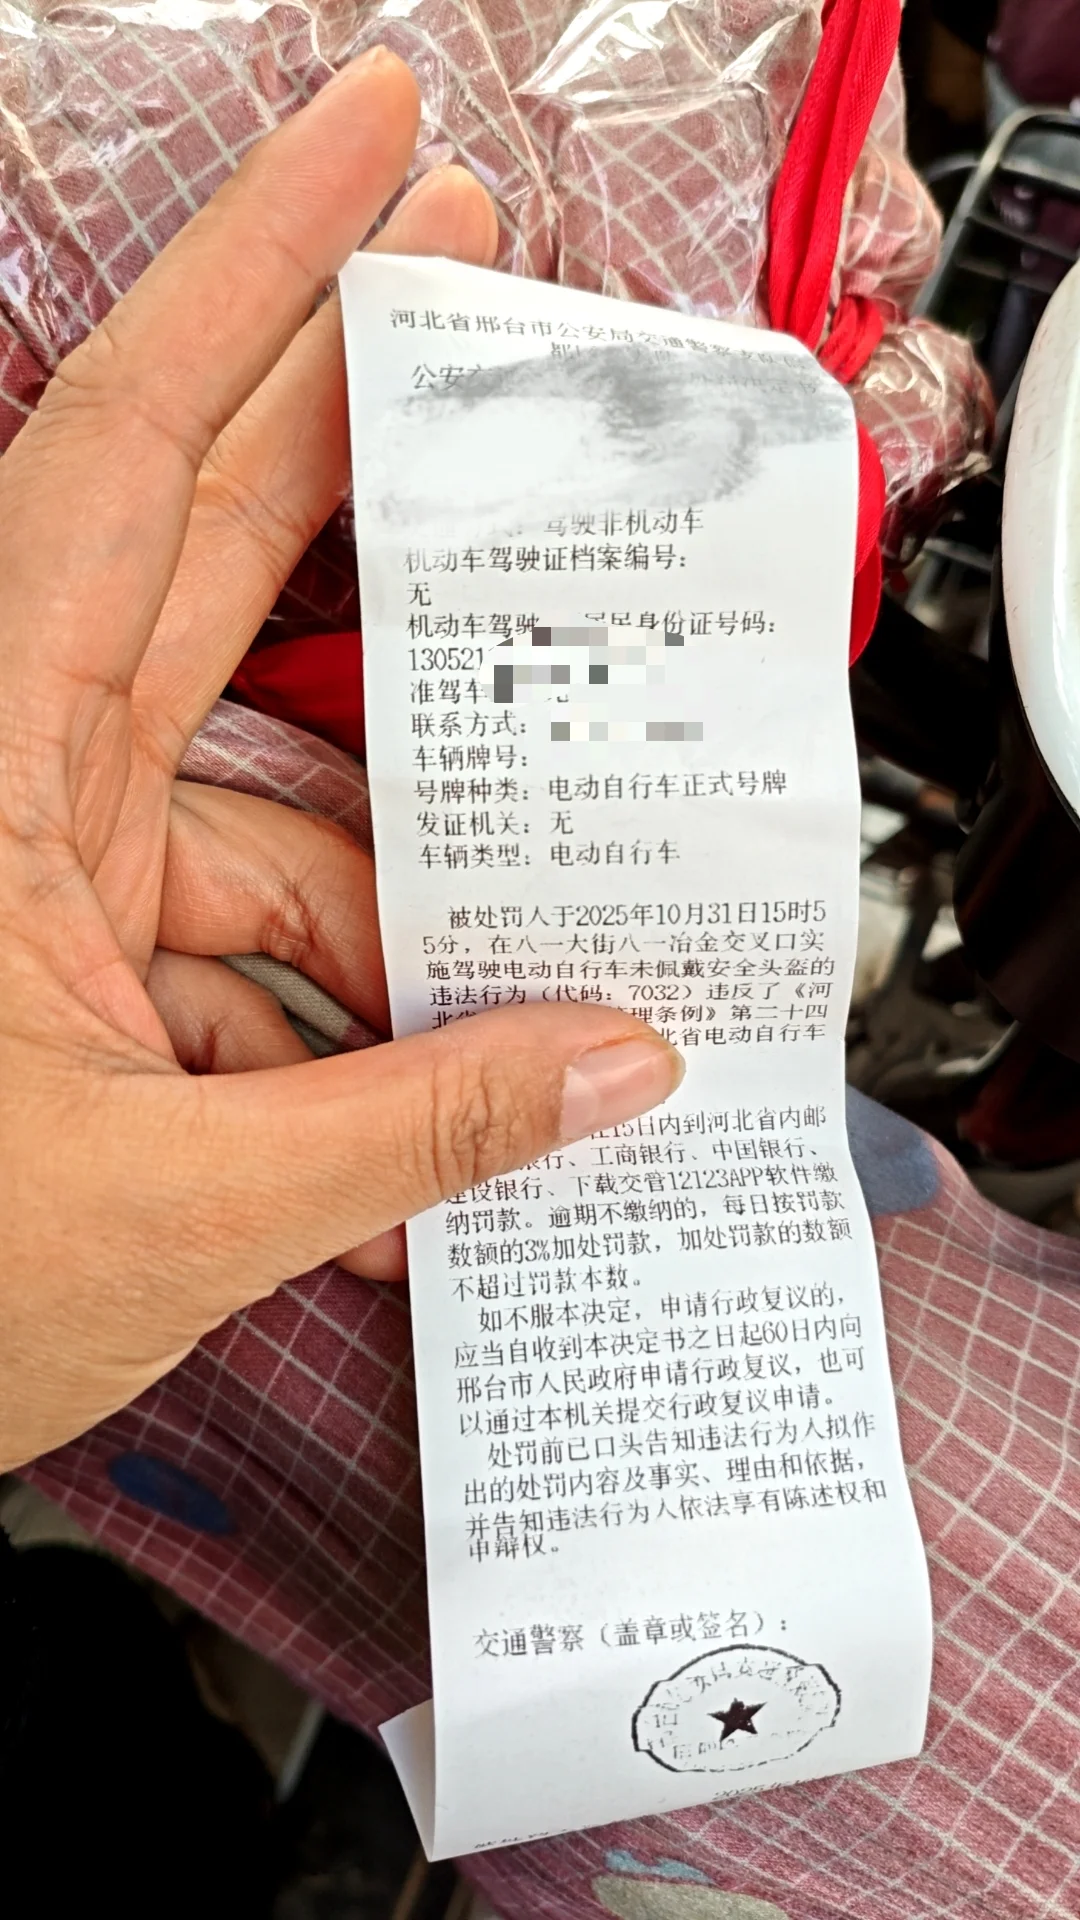 河北省邢台市公安局交通警察支队
公安交
驾驶非机动车
机动车驾驶证档案编号：
无
机动车驾驶 居民身份证号码：
130521
准驾车
联系方式：
车辆牌号：
号牌种类：电动自行车正式号牌
发证机关：无
车辆类型：电动自行车
被处罚人于2025年10月31日15时5
5分，在八一大街八一冶金交叉口实
施驾驶电动自行车未佩戴安全头盔的
违法行为（代码：7032）违反了《河
北省 管理条例》第二十四
北省电动自行车
在15日内到河北省内邮
银行、工商银行、中国银行、
建设银行、下载交管12123APP软件缴
纳罚款。逾期不缴纳的，每日按罚款
数额的3%加处罚款，加处罚款的数额
不超过罚款本数。
如不服本决定，申请行政复议的，
应当自收到本决定书之日起60日内向
邢台市人民政府申请行政复议，也可
以通过本机关提交行政复议申请。
处罚前已口头告知违法行为人拟作
出的处罚内容及事实、理由和依据，
并告知违法行为人依法享有陈述权和
申辩权。
交通警察（盖章或签名）：